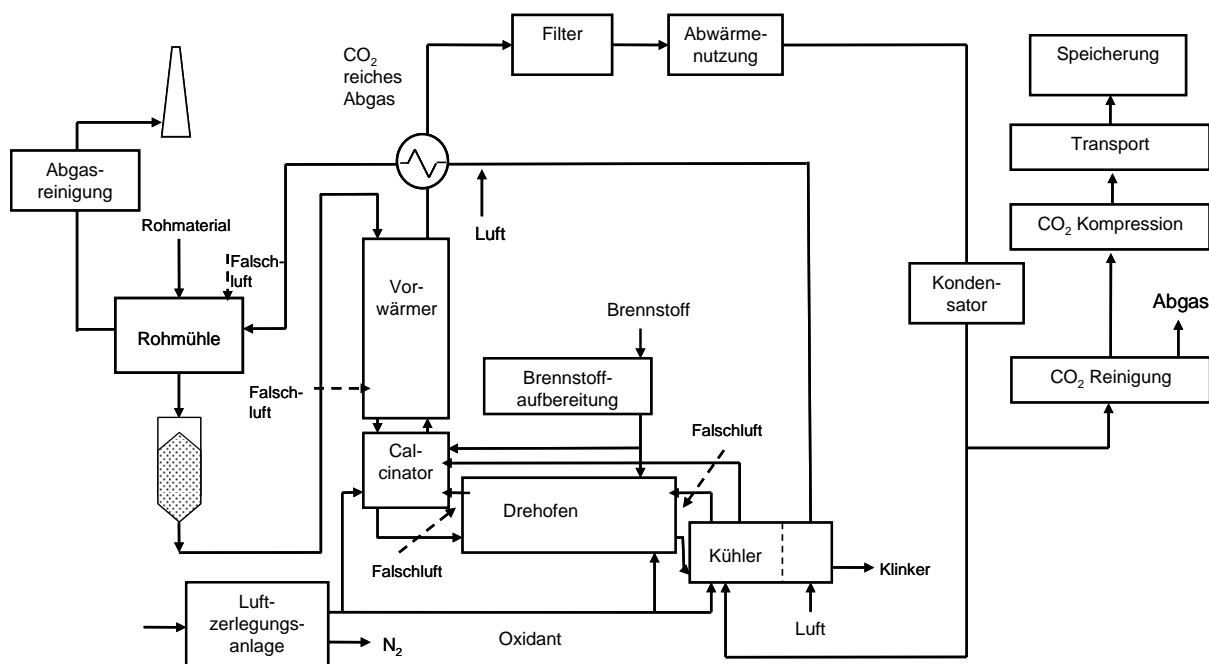 CO2
reiches
Abgas
Filter
Abwärme-
nutzung
Speicherung
Transport
CO2 Kompression
Abgas-
reinigung
Rohmaterial
Luft
Falsch-
luft
Rohmühle
Vor-
wärmer
Konden-
sator
Abgas
CO2 Reinigung
Brennstoff
Brennstoff-
aufbereitung
Falsch-
luft
Falschluft
Cal-
cinator
Drehofen
Kühler
Klinker
Falschluft
Luft-
zerlegungs-
anlage
N2
Oxidant
Luft